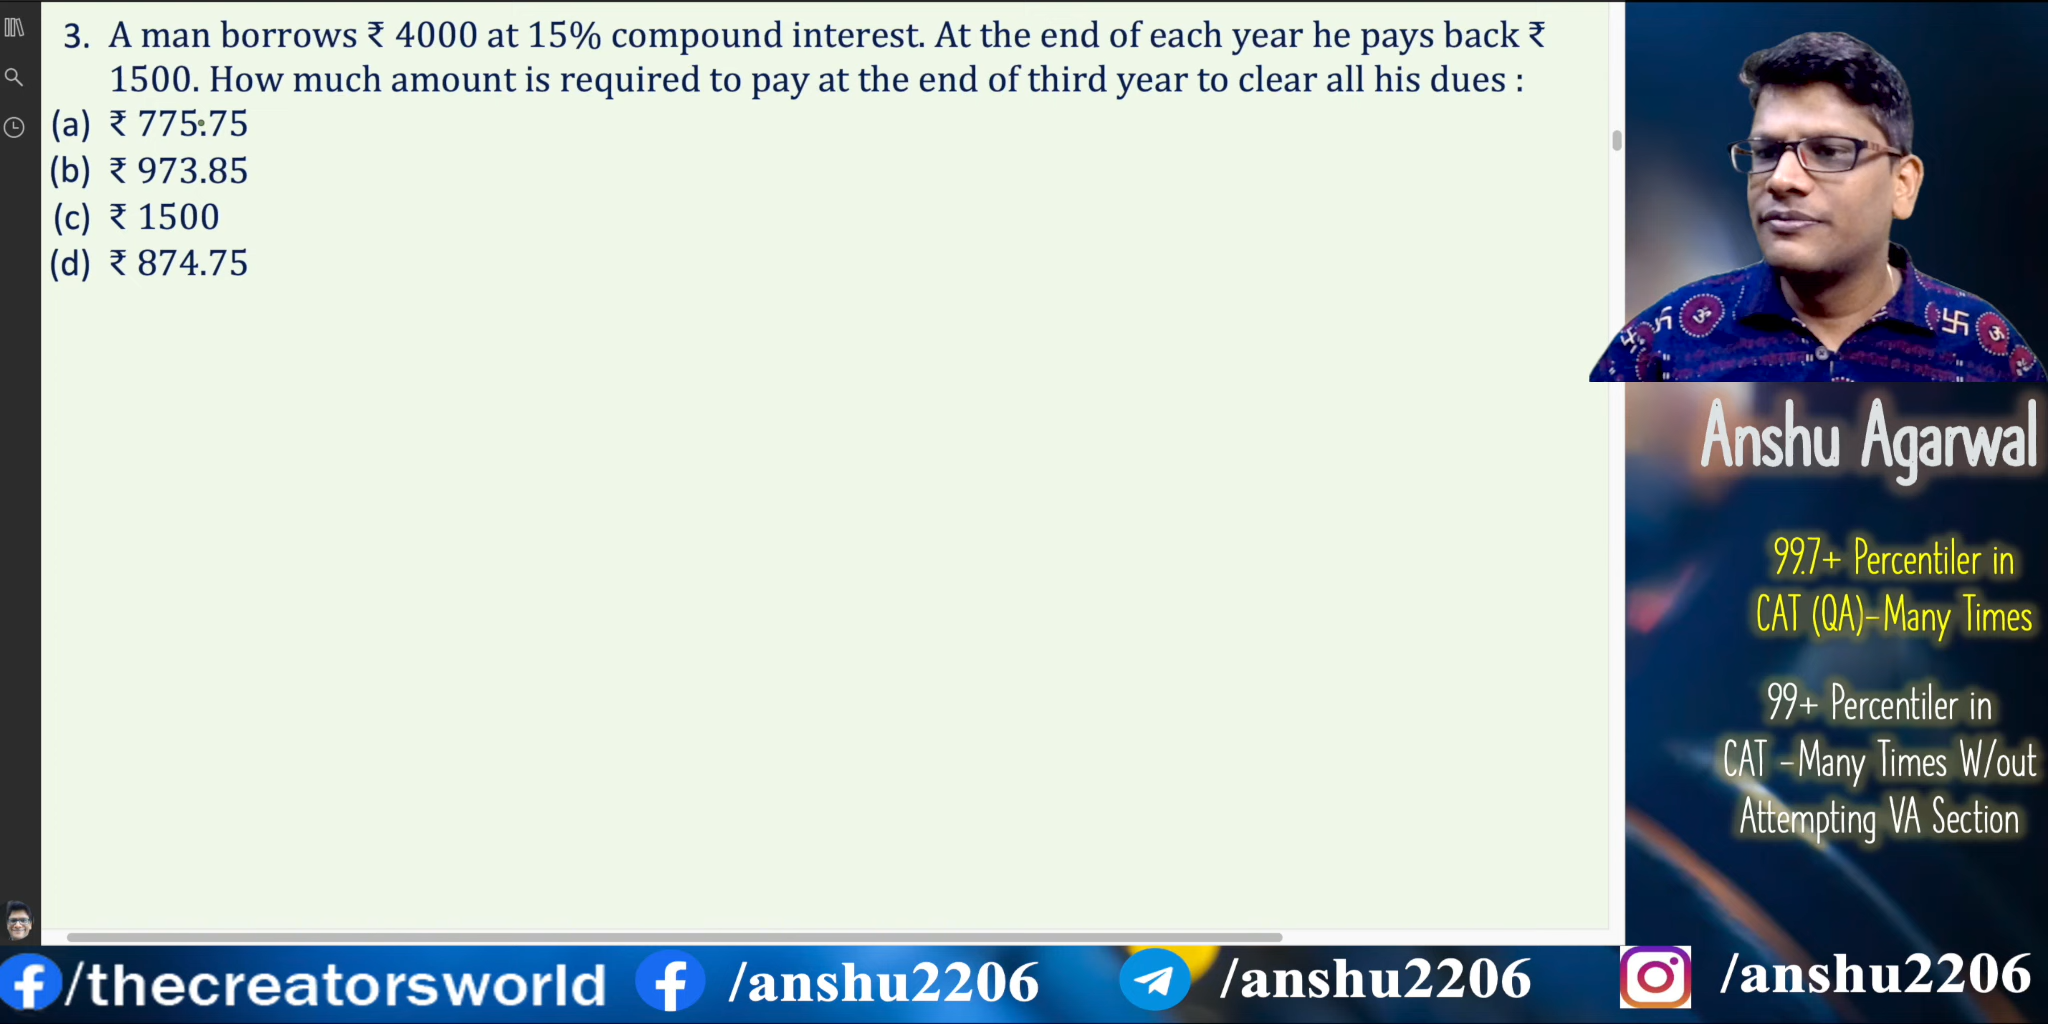 3. A man borrows ₹ 4000 at 15% compound interest. At the end of each year he pays back ₹
1500. How much amount is required to pay at the end of third year to clear all his dues :
(a) ₹ 775.75
(b) ₹ 973.85
(c) ₹ 1500
(d) ₹ 874.75
Anshu Agarwal
99.7+ Percentiler in
CAT (QA)-Many Times
99+ Percentiler in
CAT -Many Times W/out
Attempting VA Section
/thecreatorsworld
/anshu2206
/anshu2206
/anshu2206